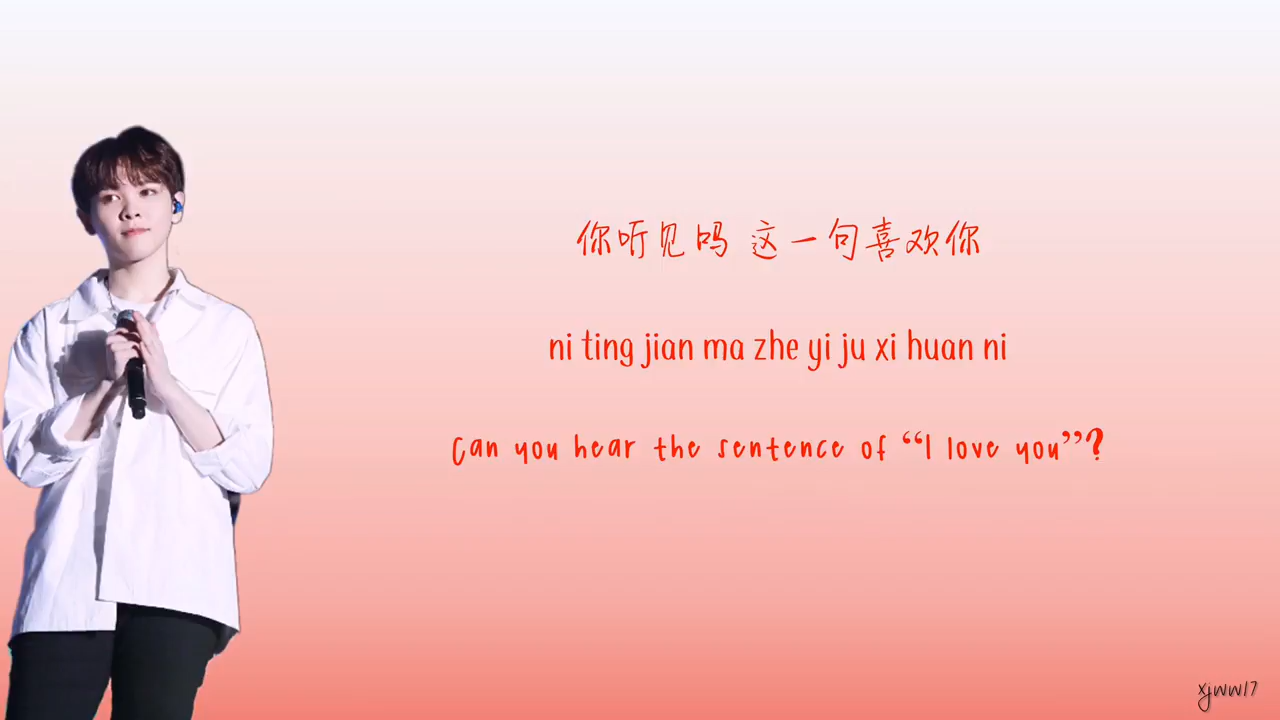 你听见吗 这一句喜欢你
ni ting jian ma zhe yi ju xi huan ni
Can you hear the sentence of “I love you”?
xjww17